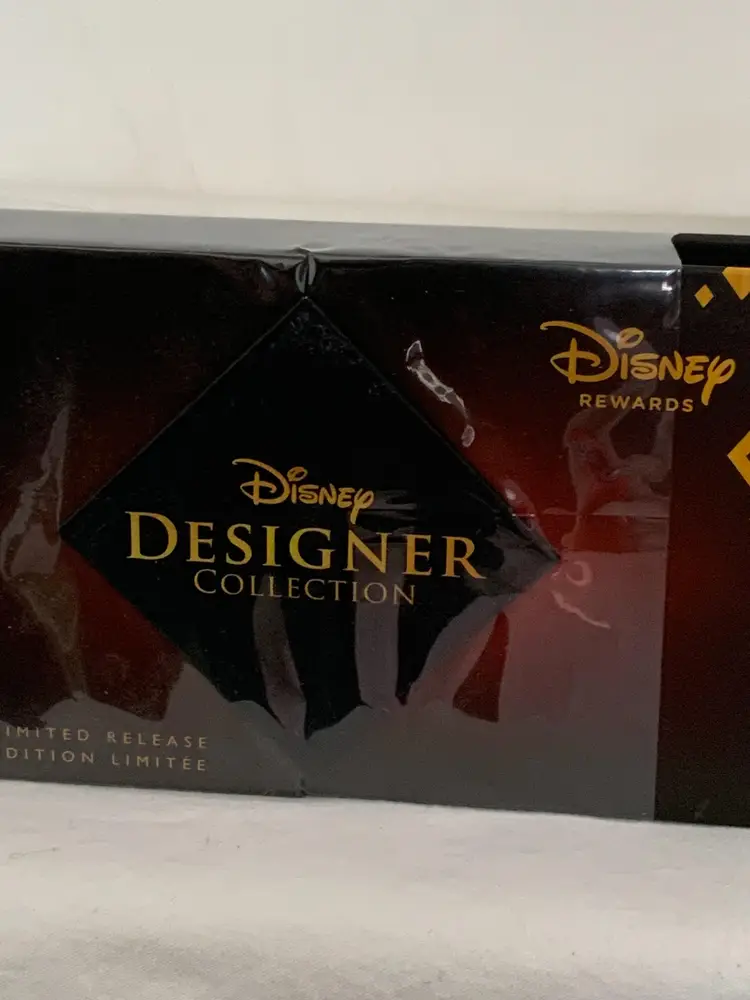 Disney
REWARDS
Disney
DESIGNER
COLLECTION
IMITED RELEASE
DITION LIMITÉE